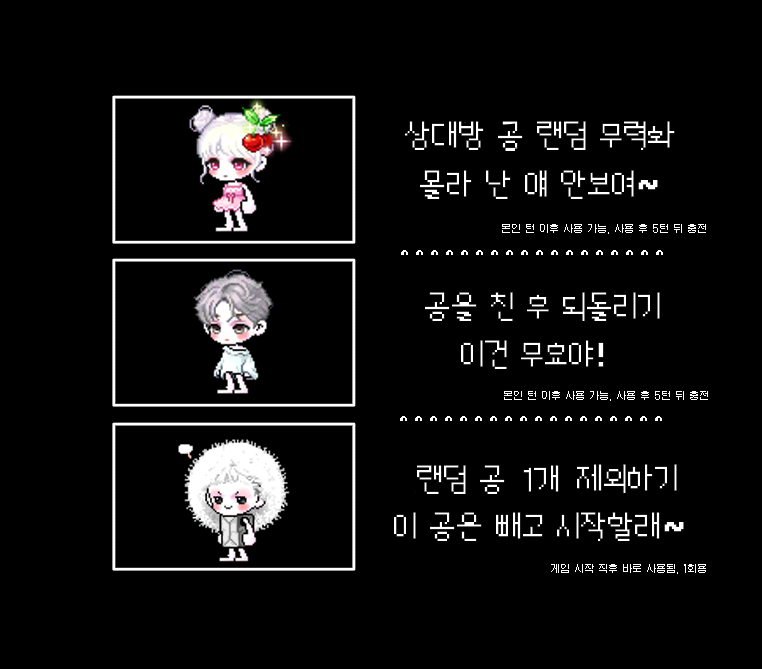 상대방 공 랜덤 무력화
몰라 난 얘 안보여~
본인 턴 이후 사용 가능, 사용 후 5턴 뒤 충전
공을 친 후 되돌리기
이건 무효야!
본인 턴 이후 사용 가능, 사용 후 5턴 뒤 충전
랜덤 공 1개 제외하기
이 공은 빼고 시작할래~
게임 시작 직후 바로 사용됨, 1회용